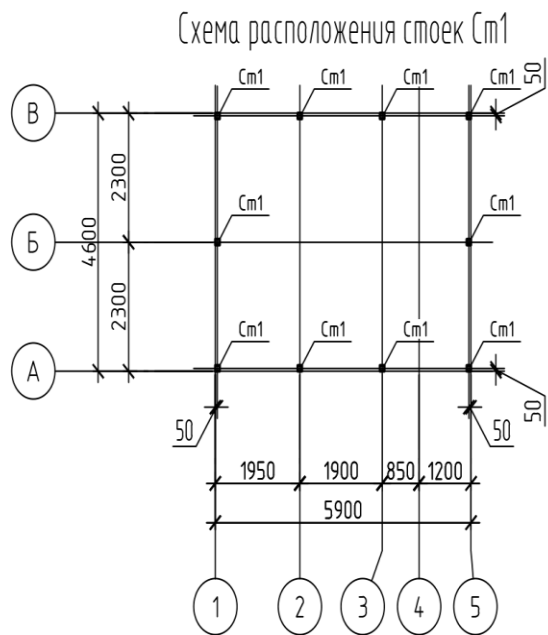 Схема расположения стоек Ст1
Ст1 Ст1 Ст1 Ст1 50
В
2300
4600
Ст1 Ст1
Б
2300
Ст1 Ст1 Ст1 Ст1
А
50
50 50
1950 1900 850 1200
5900
1 2 3 4 5